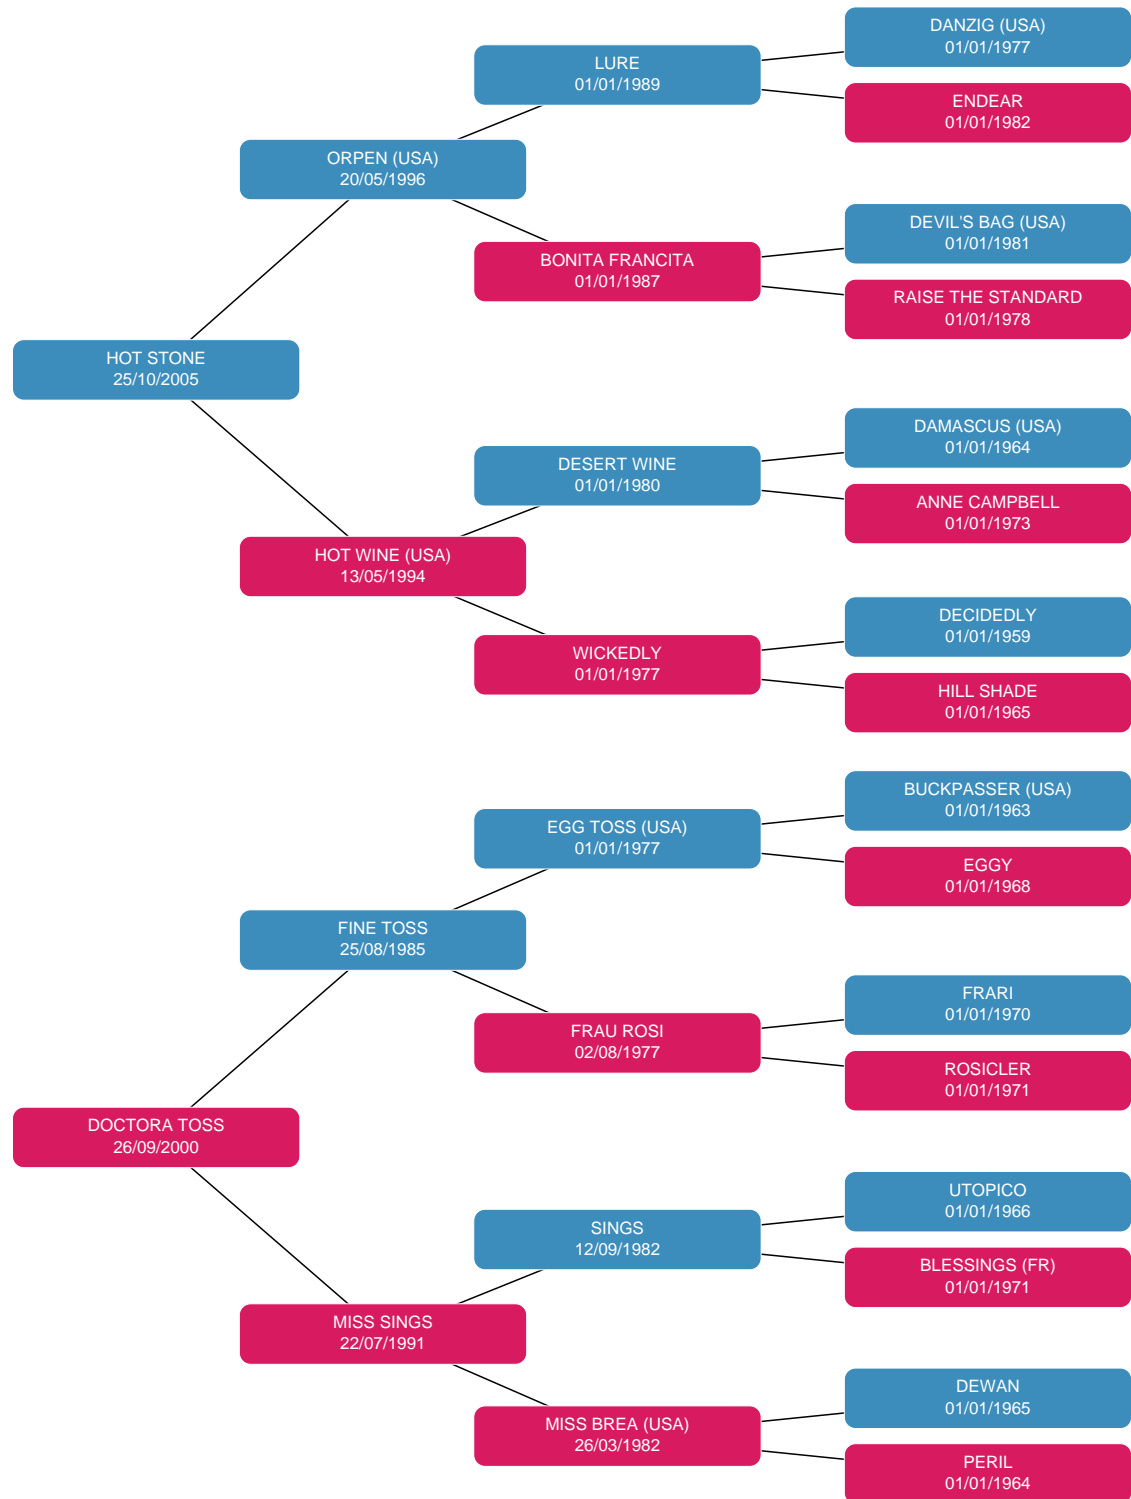 DANZIG (USA)
01/01/1977
LURE
01/01/1989
ENDEAR
01/01/1982
ORPEN (USA)
20/05/1996
DEVIL'S BAG (USA)
01/01/1981
BONITA FRANCITA
01/01/1987
RAISE THE STANDARD
01/01/1978
HOT STONE
25/10/2005
DAMASCUS (USA)
01/01/1964
DESERT WINE
01/01/1980
ANNE CAMPBELL
01/01/1973
HOT WINE (USA)
13/05/1994
DECIDEDLY
01/01/1959
WICKEDLY
01/01/1977
HILL SHADE
01/01/1965
BUCKPASSER (USA)
01/01/1963
EGG TOSS (USA)
01/01/1977
EGGY
01/01/1968
FINE TOSS
25/08/1985
FRARI
01/01/1970
FRAU ROSI
02/08/1977
ROSICLER
01/01/1971
DOCTORA TOSS
26/09/2000
UTOPICO
01/01/1966
SINGS
12/09/1982
BLESSINGS (FR)
01/01/1971
MISS SINGS
22/07/1991
DEWAN
01/01/1965
MISS BREA (USA)
26/03/1982
PERIL
01/01/1964